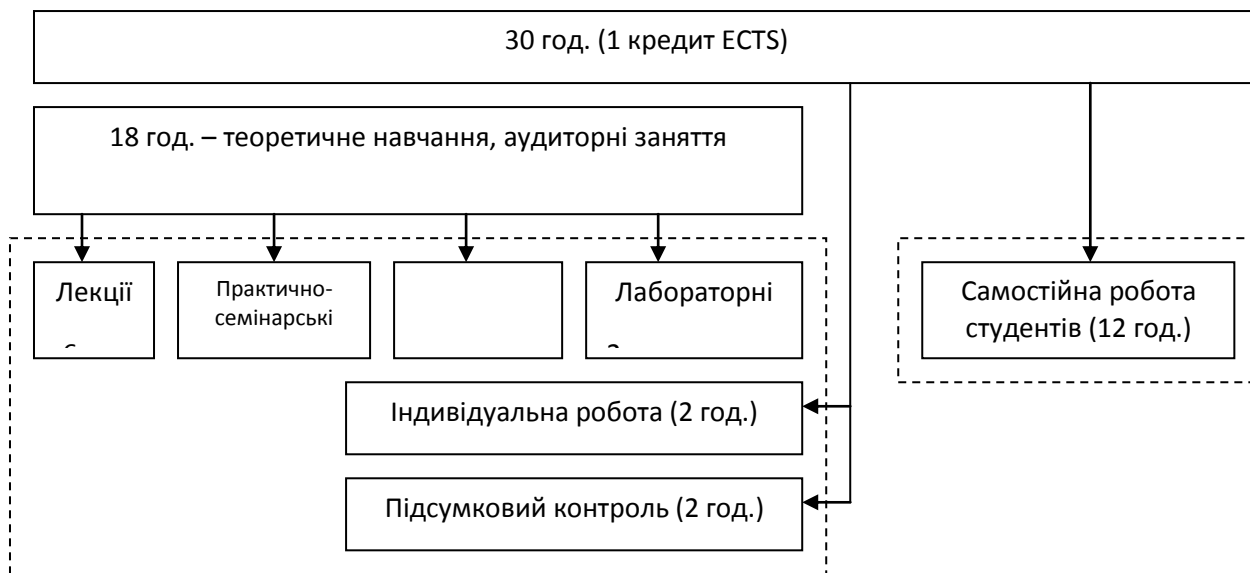 30 год. (1 кредит ECTS)
18 год. – теоретичне навчання, аудиторні заняття
Лекції
Практично-
семінарські
Лабораторні
Самостійна робота
студентів (12 год.)
Індивідуальна робота (2 год.)
Підсумковий контроль (2 год.)